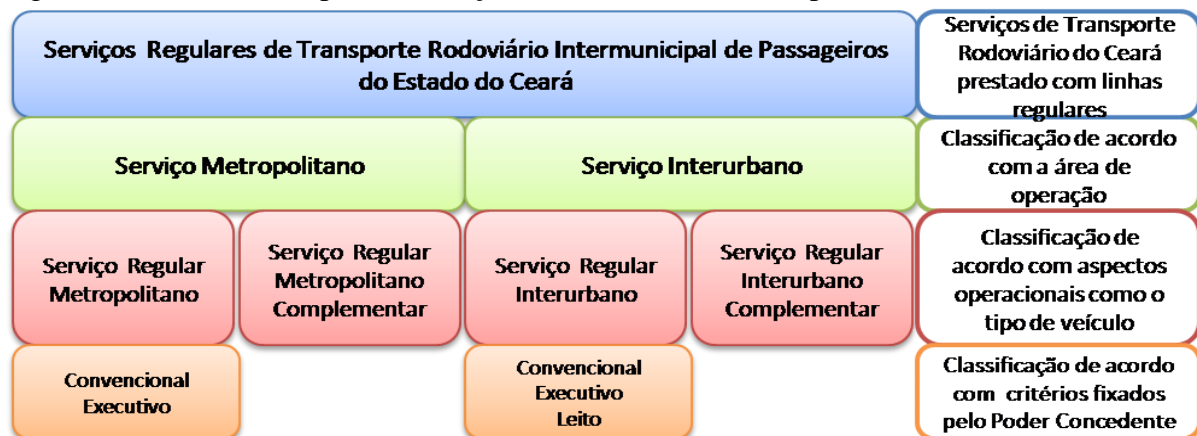 Serviços Regulares de Transporte Rodoviário Intermunicipal de Passageiros
do Estado do Ceará
Serviços de Transporte
Rodoviário do Ceará
prestado com linhas
regulares
Serviço Metropolitano
Serviço Interurbano
Classificação de acordo
com a área de
operação
Serviço Regular
Metropolitano
Serviço Regular
Metropolitano
Complementar
Serviço Regular
Interurbano
Serviço Regular
Interurbano
Complementar
Classificação de
acordo com aspectos
operacionais como o
tipo de veículo
Convencional
Executivo
Convencional
Executivo
Leito
Classificação de acordo
com critérios fixados
pelo Poder Concedente